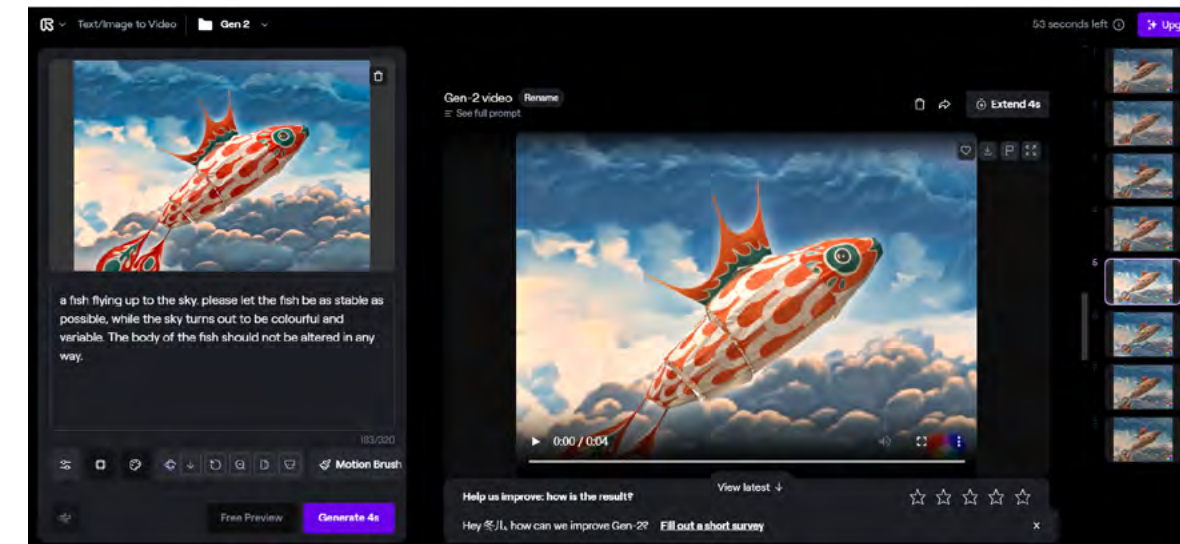 Text/Image to Video
Gen 2
53 seconds left
Upg
Gen-2 video
Rename
See full prompt
Extend 4s
a fish flying up to the sky. please let the fish be as stable as
possible, while the sky turns out to be colourful and
variable. The body of the fish should not be altered in any
way.
183/320
Motion Brush
Free Preview
Generate 4s
0:00 / 0:04
View latest ↓
Help us improve: how is the result?
Hey 冬儿, how can we improve Gen-2?
Fill out a short survey
x
5